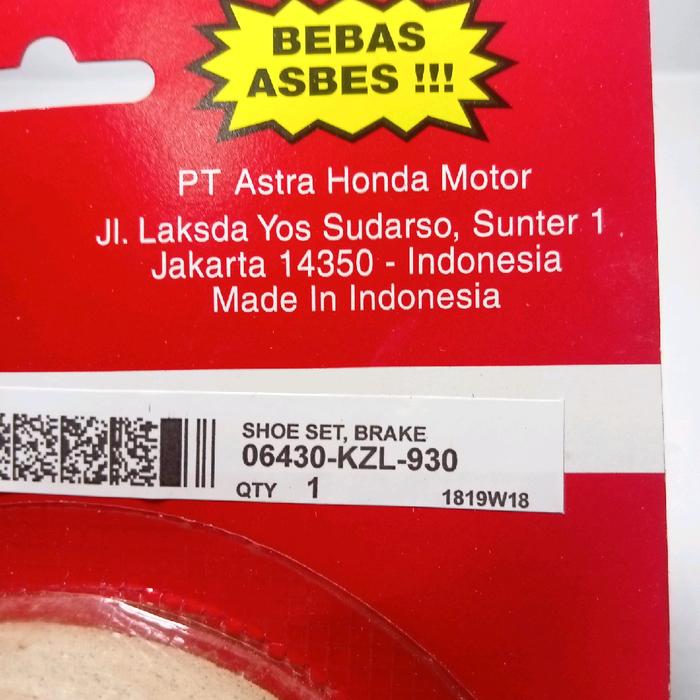 BEBAS
ASBES !!!
PT Astra Honda Motor
Jl. Laksda Yos Sudarso, Sunter 1
Jakarta 14350 - Indonesia
Made In Indonesia
SHOE SET, BRAKE
06430-KZL-930
QTY 1 1819W18